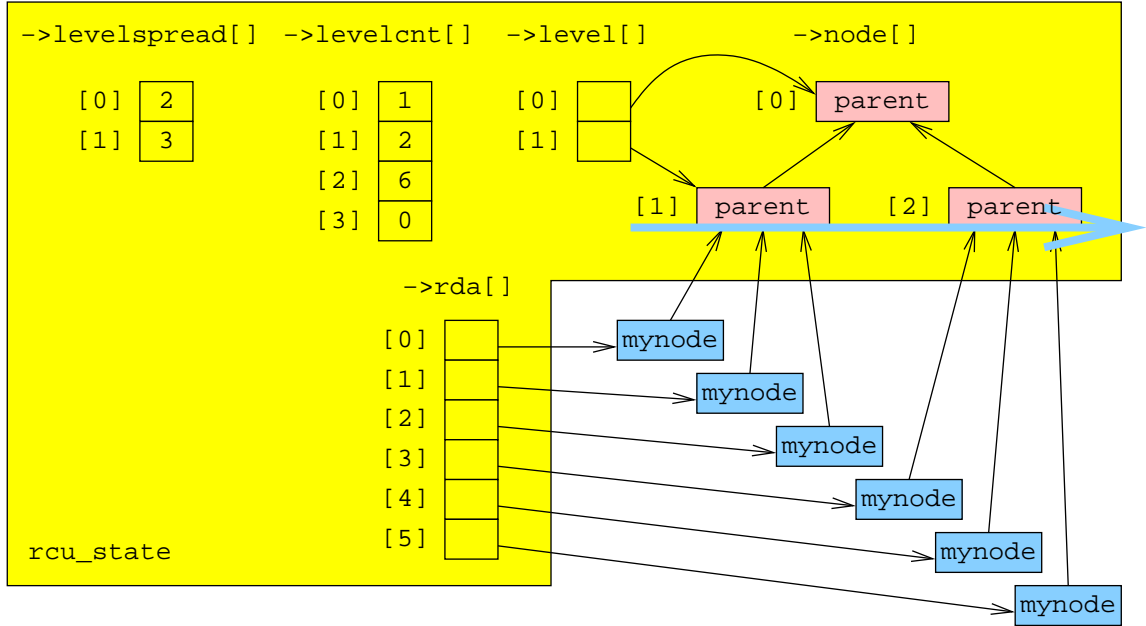 ->levelspread[] ->levelcnt[] ->level[] ->node[]
[0] 2 [0] 1 [0] [0] parent
[1] 3 [1] 2 [1]
[2] 6
[1] parent [2] parent
[3] 0
->rda[]
[0] mynode
[1] mynode
[2] mynode
[3] mynode
[4] mynode
[5] mynode
rcu_state